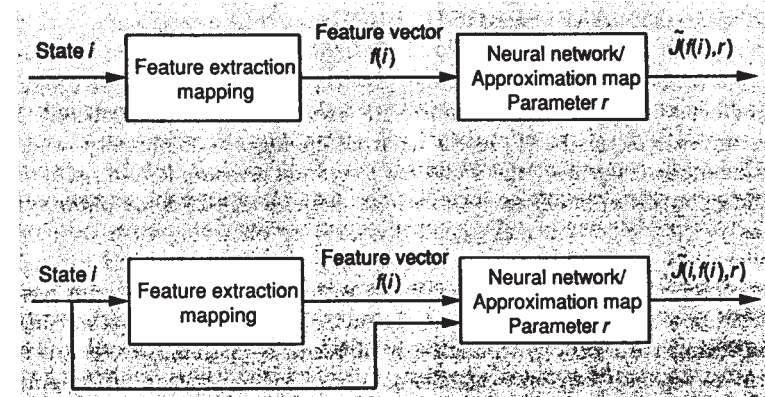 State i
Feature extraction
mapping
Feature vector
f(i)
Neural network/
Approximation map
Parameter r
J̃(f(i),r)
State i
Feature extraction
mapping
Feature vector
f(i)
Neural network/
Approximation map
Parameter r
J̃(i,f(i),r)